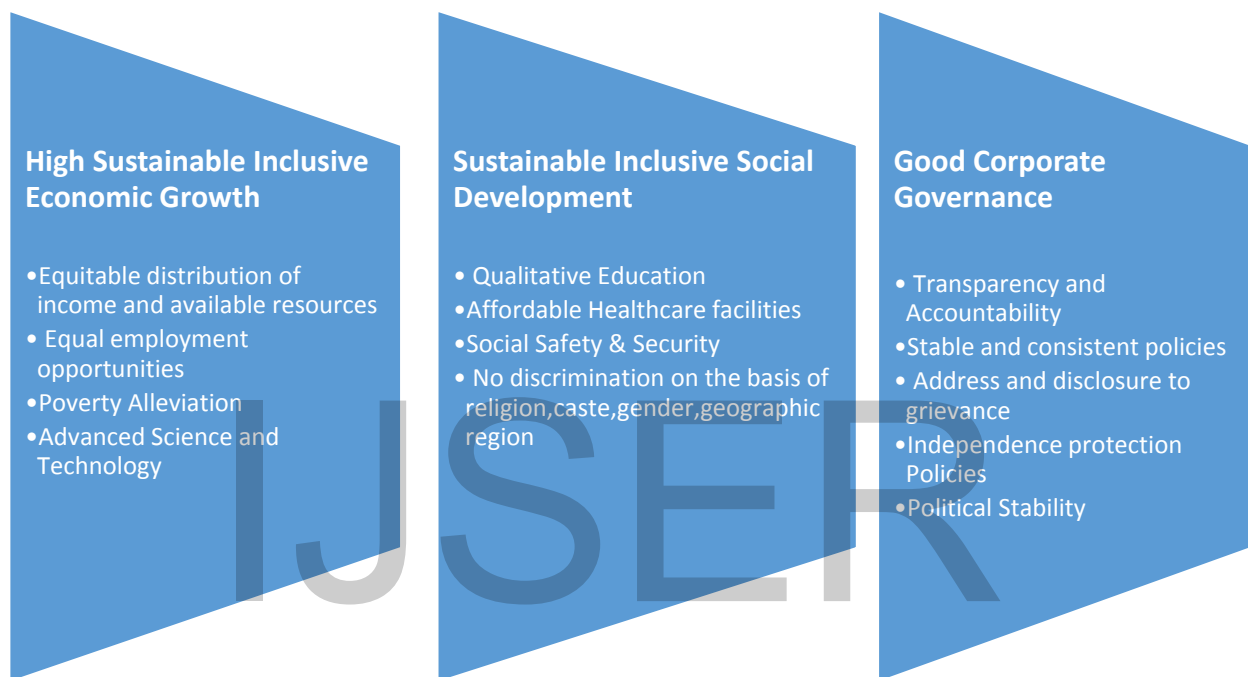 High Sustainable Inclusive
Economic Growth
•Equitable distribution of
income and available resources
• Equal employment
opportunities
•Poverty Alleviation
•Advanced Science and
Technology
Sustainable Inclusive Social
Development
• Qualitative Education
•Affordable Healthcare facilities
•Social Safety & Security
• No discrimination on the basis of
religion,caste,gender,geographic
region
Good Corporate
Governance
• Transparency and
Accountability
•Stable and consistent policies
• Address and disclosure to
grievance
•Independence protection
Policies
•Political Stability
IJSER